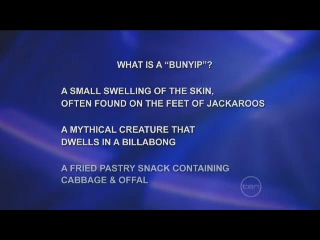 WHAT IS A "BUNYIP"?
A SMALL SWELLING OF THE SKIN,
OFTEN FOUND ON THE FEET OF JACKAROOS
A MYTHICAL CREATURE THAT
DWELLS IN A BILLABONG
A FRIED PASTRY SNACK CONTAINING
CABBAGE & OFFAL
ten